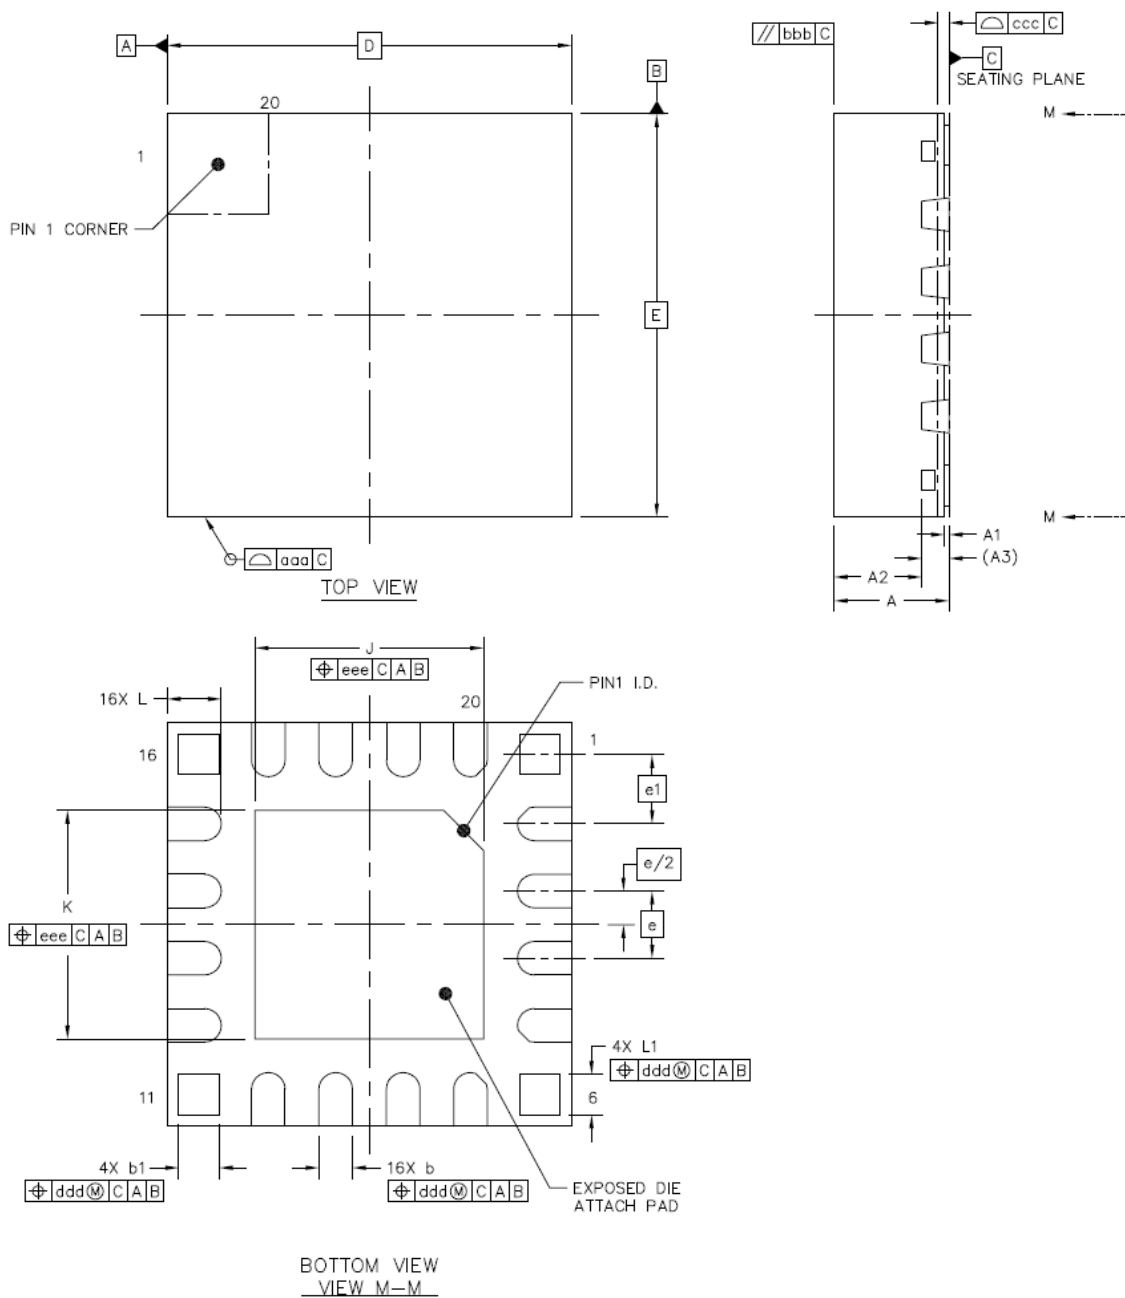 A
D
B
// bbb C
⌓ ccc C
C
SEATING PLANE
M
20
1
PIN 1 CORNER
E
M
A1
(A3)
A2
A
⌓ aaa C
TOP VIEW
J
⌖ eee C A B
PIN1 I.D.
16X L
20
16
1
e1
e/2
K
e
⌖ eee C A B
4X L1
⌖ ddd Ⓜ C A B
11
6
4X b1
16X b
⌖ ddd Ⓜ C A B
⌖ ddd Ⓜ C A B
EXPOSED DIE
ATTACH PAD
BOTTOM VIEW
VIEW M—M